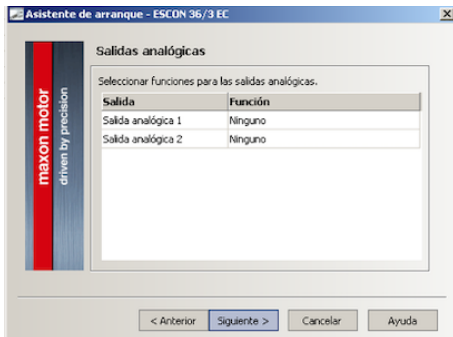 Asistente de arranque - ESCON 36/3 EC
Salidas analógicas
maxon motor
driven by precision
Seleccionar funciones para las salidas analógicas.
Salida Función
Salida analógica 1 Ninguno
Salida analógica 2 Ninguno
< Anterior Siguiente > Cancelar Ayuda